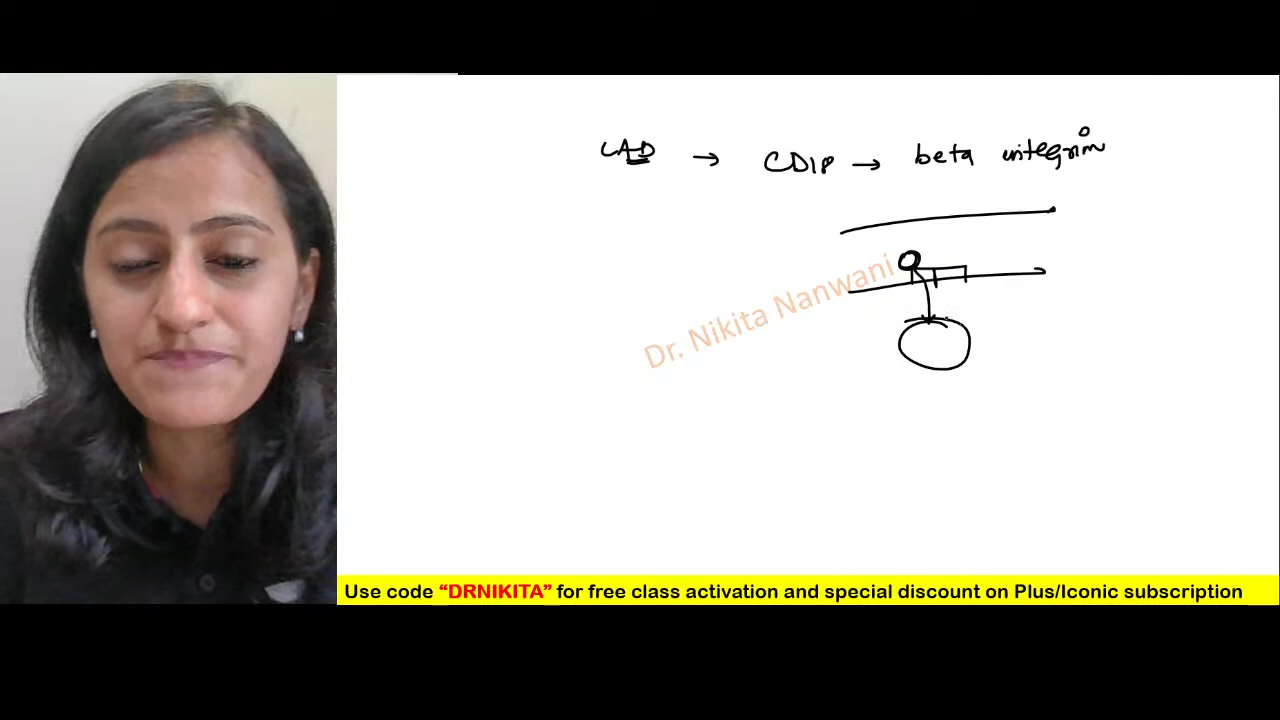 LAD → CD18 → beta integrin
Dr. Nikita Nanwani
Use code “DRNIKITA” for free class activation and special discount on Plus/Iconic subscription